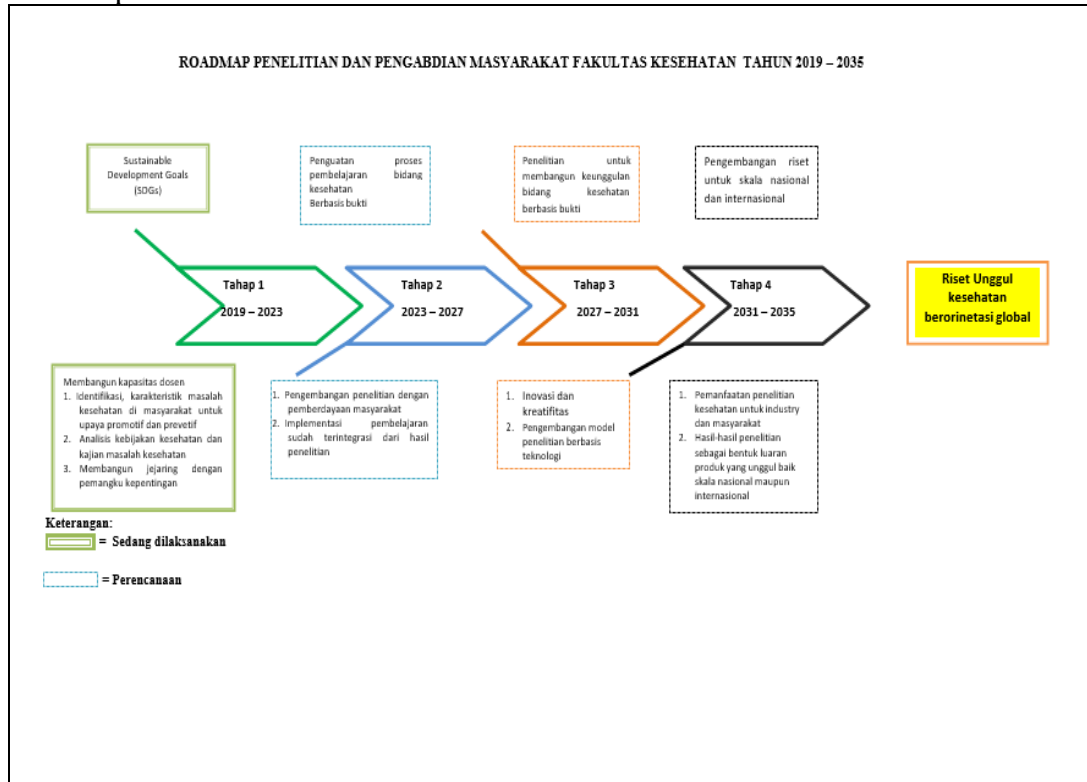 ROADMAP PENELITIAN DAN PENGABDIAN MASYARAKAT FAKULTAS KESEHATAN TAHUN 2019 – 2035
Sustainable
Development Goals
(SDGs)
Penguatan proses
pembelajaran bidang
kesehatan
Berbasis bukti
Penelitian untuk
membangun keunggulan
bidang kesehatan
berbasis bukti
Pengembangan riset
untuk skala nasional
dan internasional
Tahap 1
2019 – 2023
Tahap 2
2023 – 2027
Tahap 3
2027 – 2031
Tahap 4
2031 – 2035
Riset Unggul
kesehatan
berorinetasi global
Membangun kapasitas dosen
1. Identifikasi, karakteristik masalah
kesehatan di masyarakat untuk
upaya promotif dan prevetif
2. Analisis kebijakan kesehatan dan
kajian masalah kesehatan
3. Membangun jejaring dengan
pemangku kepentingan
1. Pengembangan penelitian dengan
pemberdayaan masyarakat
2. Implementasi pembelajaran
sudah terintegrasi dari hasil
penelitian
1. Inovasi dan
kreatifitas
2. Pengembangan model
penelitian berbasis
teknologi
1. Pemanfaatan penelitian
kesehatan untuk industry
dan masyarakat
2. Hasil-hasil penelitian
sebagai bentuk luaran
produk yang unggul baik
skala nasional maupun
internasional
Keterangan:
= Sedang dilaksanakan
= Perencanaan